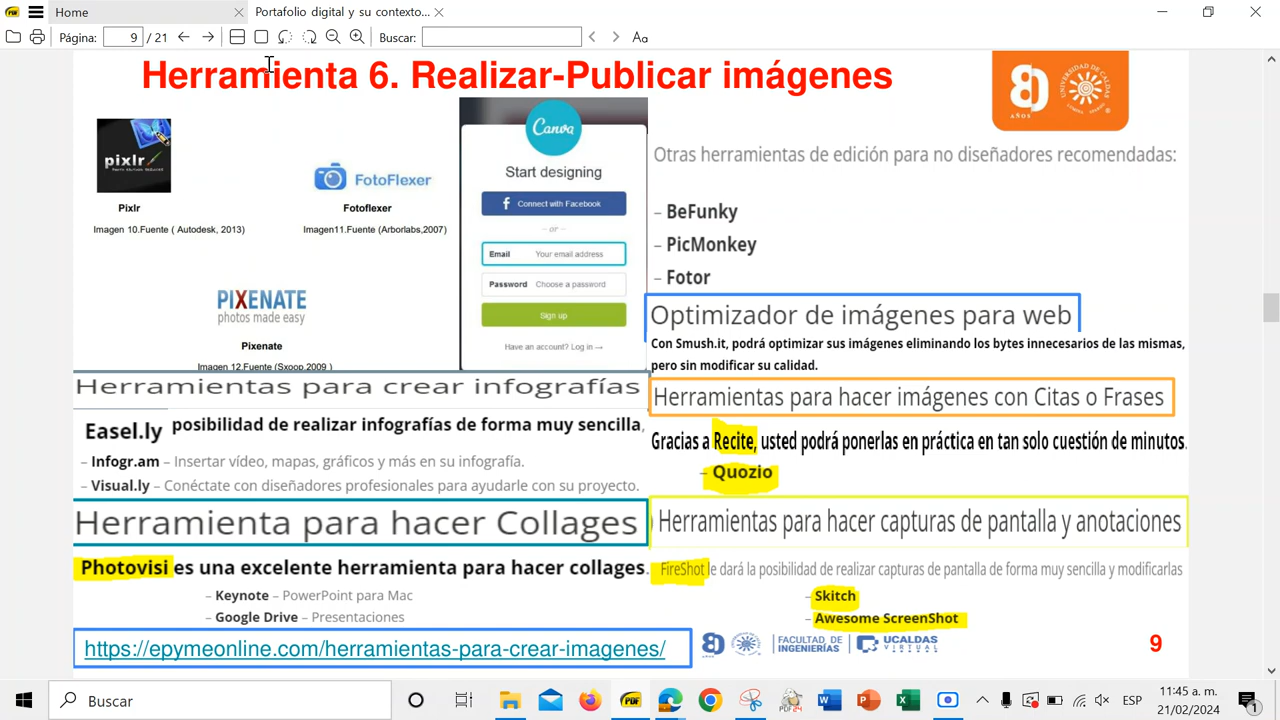 Home
Portafolio digital y su contexto...
Página: 9 / 21
Buscar:
Aa
Herramienta 6. Realizar-Publicar imágenes
80
AÑOS
UNIVERSIDAD DE CALDAS
pixlr
Pixlr
Imagen 10.Fuente ( Autodesk, 2013)
FotoFlexer
Fotoflexer
Imagen11.Fuente (Arborlabs,2007)
PIXENATE
photos made easy
Pixenate
Imagen 12.Fuente (Sxoop,2009 )
Canva
Start designing
Connect with Facebook
- or -
Email Your email address
Password Choose a password
Sign up
Have an account? Log in →
Otras herramientas de edición para no diseñadores recomendadas:
– BeFunky
– PicMonkey
– Fotor
Optimizador de imágenes para web
Con Smush.it, podrá optimizar sus imágenes eliminando los bytes innecesarios de las mismas,
pero sin modificar su calidad.
Herramientas para crear infografías
Easel.ly posibilidad de realizar infografías de forma muy sencilla,
– Infogr.am – Insertar vídeo, mapas, gráficos y más en su infografía.
– Visual.ly – Conéctate con diseñadores profesionales para ayudarle con su proyecto.
Herramientas para hacer imágenes con Citas o Frases
Gracias a Recite, usted podrá ponerlas en práctica en tan solo cuestión de minutos.
– Quozio
Herramienta para hacer Collages
Photovisi es una excelente herramienta para hacer collages.
– Keynote – PowerPoint para Mac
– Google Drive – Presentaciones
Herramientas para hacer capturas de pantalla y anotaciones
FireShot le dará la posibilidad de realizar capturas de pantalla de forma muy sencilla y modificarlas
– Skitch
– Awesome ScreenShot
https://epymeonline.com/herramientas-para-crear-imagenes/
FACULTAD DE
INGENIERÍAS
UCALDAS
VIRTUAL
9
Buscar
ESP
11:45 a. m.
21/02/2024
1